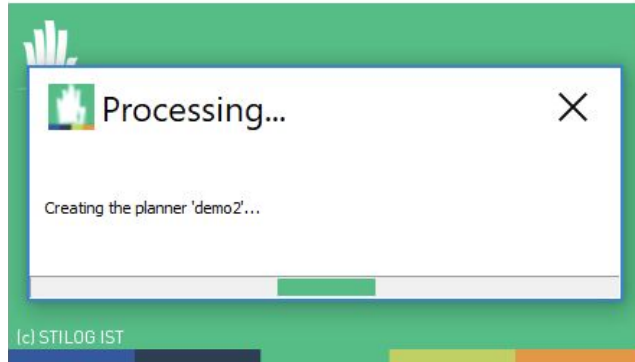 Processing...
Creating the planner 'demo2'...
(c) STILOG IST